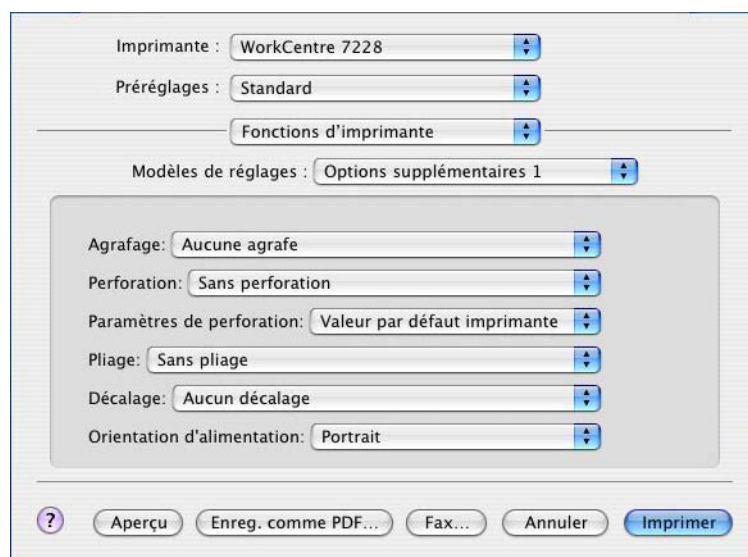 Imprimante : WorkCentre 7228
Préréglages : Standard
Fonctions d'imprimante
Modèles de réglages : Options supplémentaires 1
Agrafage: Aucune agrafe
Perforation: Sans perforation
Paramètres de perforation: Valeur par défaut imprimante
Pliage: Sans pliage
Décalage: Aucun décalage
Orientation d'alimentation: Portrait
? Aperçu Enreg. comme PDF... Fax... Annuler Imprimer